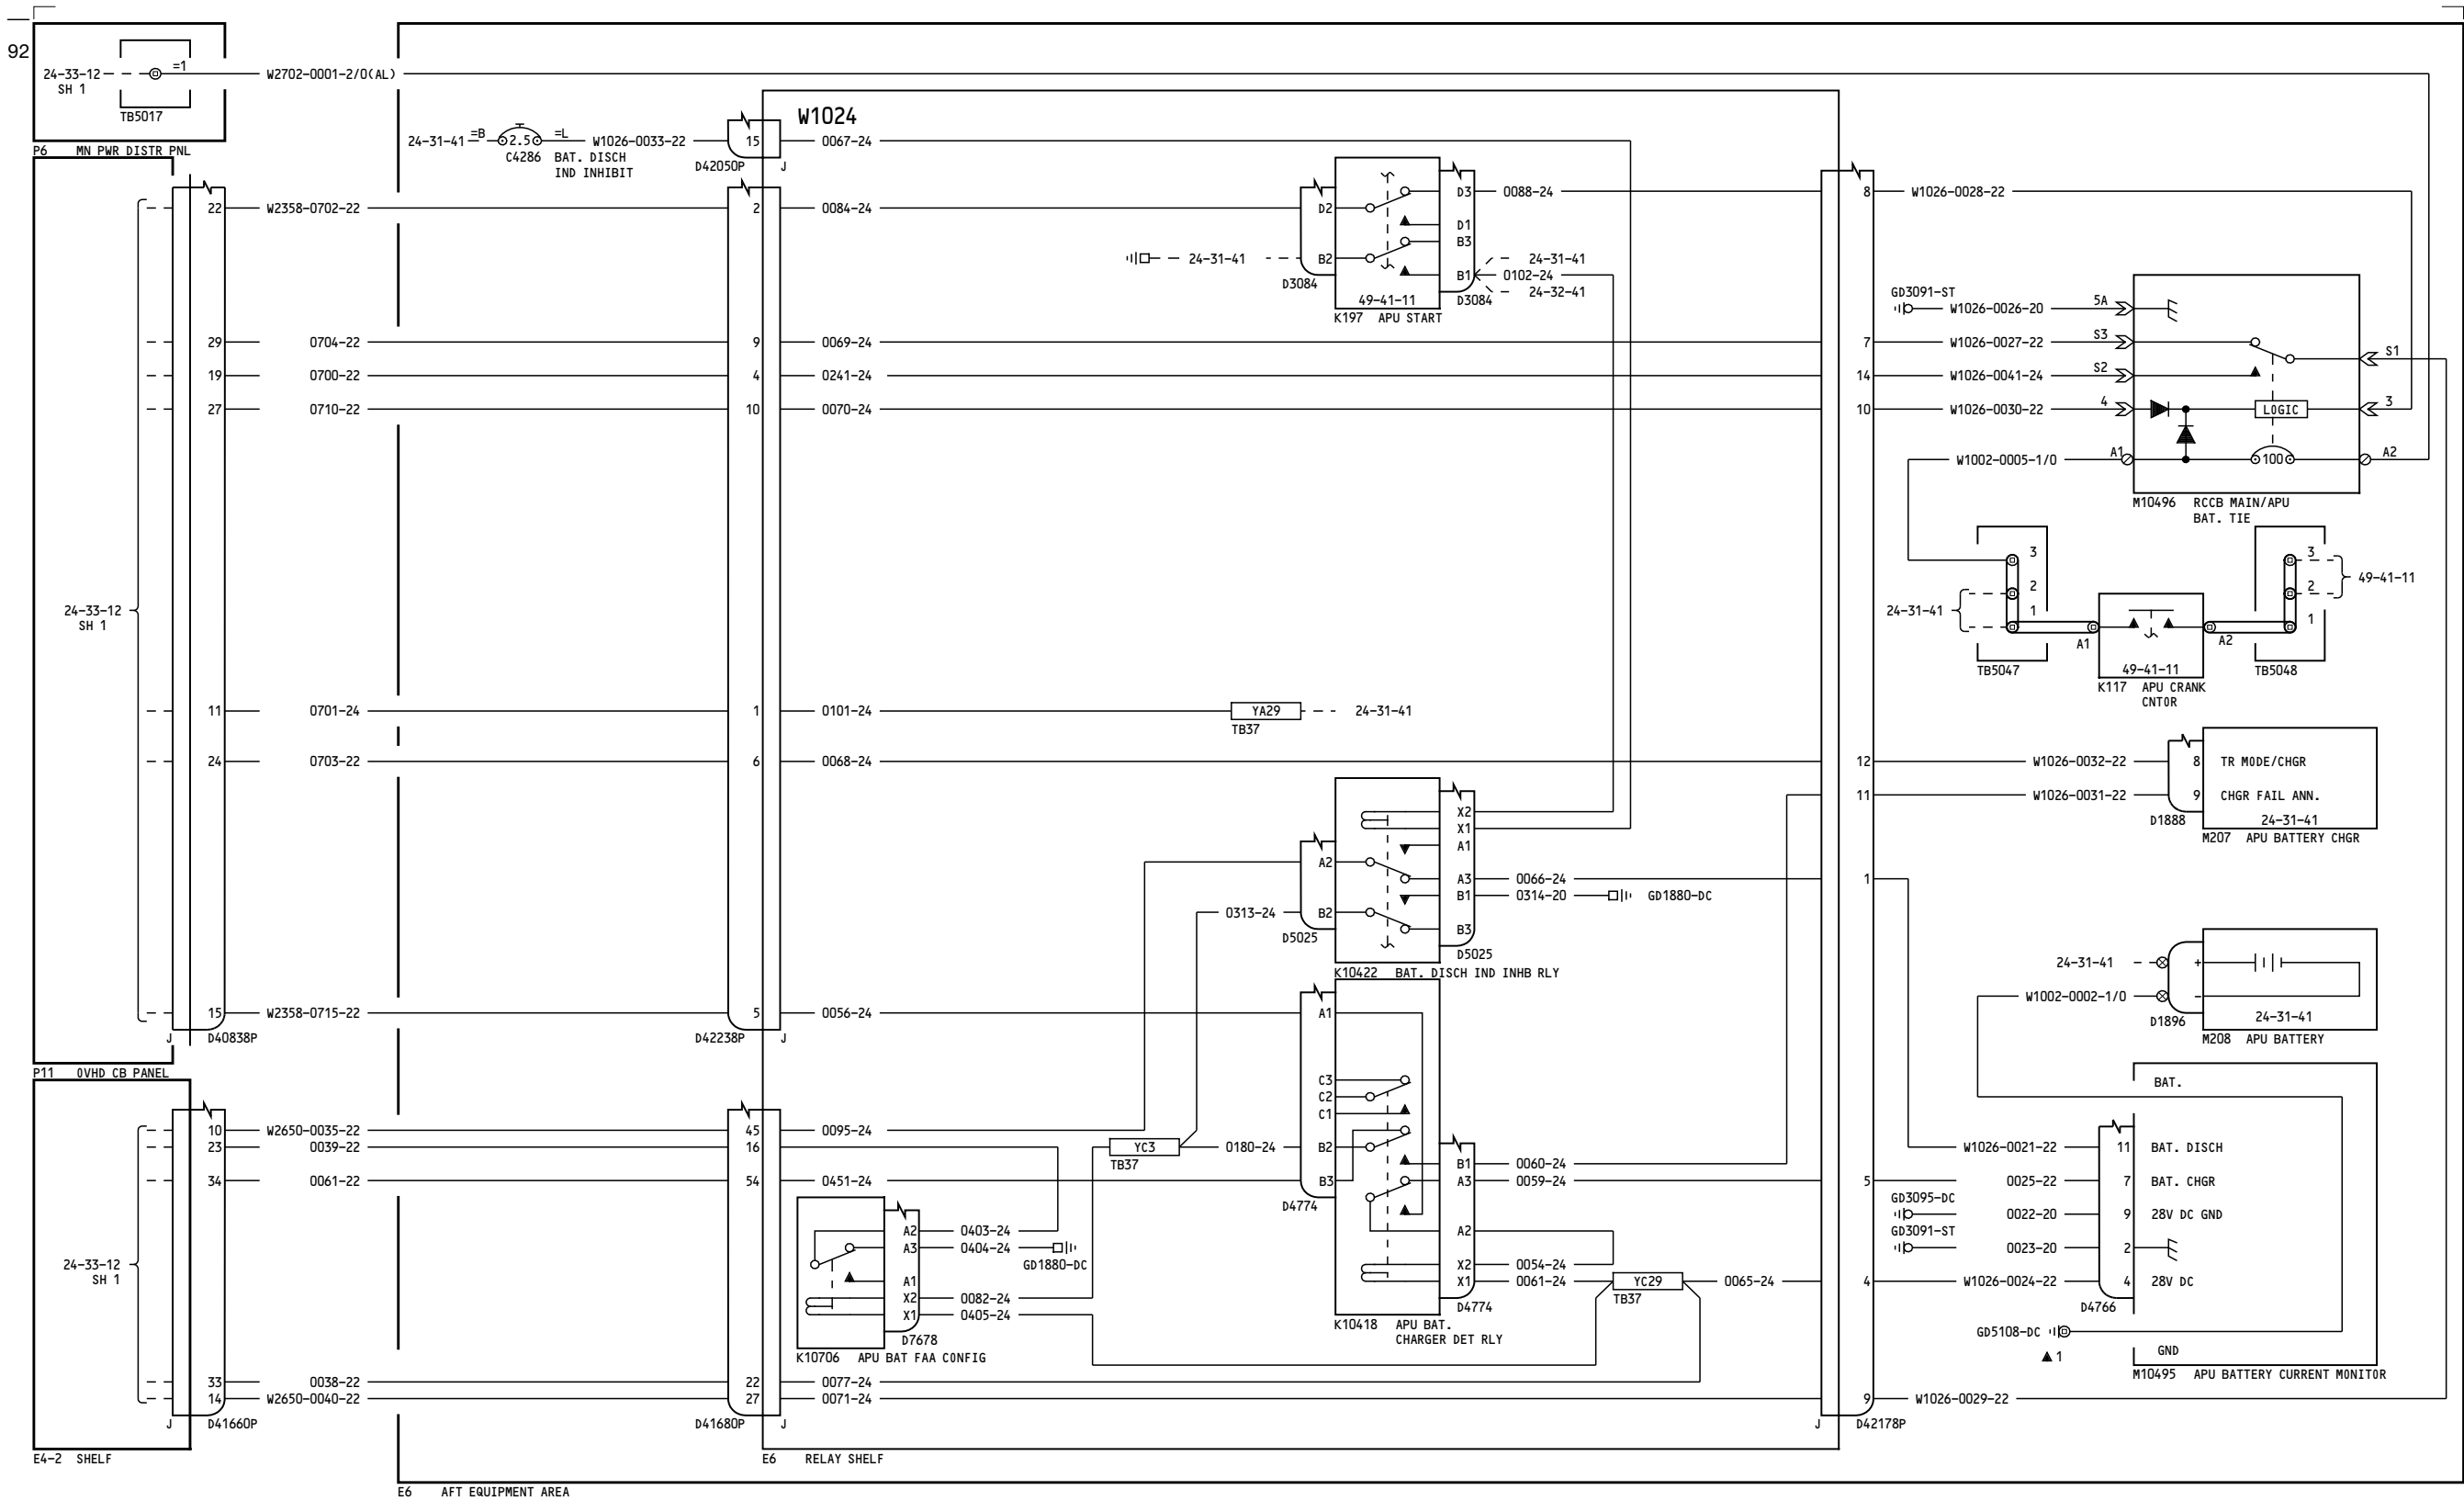 92
24-33-12
SH 1
=1
TB5017
W2702-0001-2/0(AL)
P6 MN PWR DISTR PNL
24-31-41
=B
2.5
=L
W1026-0033-22
C4286 BAT. DISCH
IND INHIBIT
15
D42050P
J
W1024
0067-24
22
W2358-0702-22
2
0084-24
D2
D3
0088-24
8
W1026-0028-22
D1
B3
24-31-41
B2
B1
24-31-41
0102-24
24-32-41
D3084
49-41-11
D3084
K197 APU START
GD3091-ST
W1026-0026-20
5A
29
0704-22
9
0069-24
7
W1026-0027-22
S3
S1
19
0700-22
4
0241-24
14
W1026-0041-24
S2
27
0710-22
10
0070-24
10
W1026-0030-22
4
LOGIC
3
W1002-0005-1/0
A1
100
A2
M10496 RCCB MAIN/APU
BAT. TIE
3
2
1
24-31-41
A1
TB5047
49-41-11
K117 APU CRANK
CNTOR
A2
3
2
1
49-41-11
TB5048
24-33-12
SH 1
11
0701-24
1
0101-24
YA29
TB37
24-31-41
24
0703-22
6
0068-24
12
W1026-0032-22
8
TR MODE/CHGR
11
W1026-0031-22
9
CHGR FAIL ANN.
D1888
24-31-41
M207 APU BATTERY CHGR
X2
X1
A1
A2
A3
0066-24
1
B1
0314-20
GD1880-DC
0313-24
B2
B3
D5025
D5025
K10422 BAT. DISCH IND INHB RLY
24-31-41
+
W1002-0002-1/0
-
D1896
24-31-41
M208 APU BATTERY
15
W2358-0715-22
5
0056-24
A1
J
D40838P
D42238P
J
P11 OVHD CB PANEL
C3
C2
C1
B2
B3
B1
0060-24
A3
0059-24
A2
X2
0054-24
X1
0061-24
D4774
D4774
K10418 APU BAT.
CHARGER DET RLY
10
W2650-0035-22
45
0095-24
23
0039-22
16
YC3
TB37
0180-24
34
0061-22
54
0451-24
24-33-12
SH 1
A2
0403-24
A3
0404-24
GD1880-DC
A1
X2
0082-24
X1
0405-24
D7678
K10706 APU BAT FAA CONFIG
YC29
TB37
0065-24
33
0038-22
22
0077-24
14
W2650-0040-22
27
0071-24
9
W1026-0029-22
J
D41660P
D41680P
J
J
D42178P
E4-2 SHELF
E6 RELAY SHELF
E6 AFT EQUIPMENT AREA
BAT.
W1026-0021-22
11
BAT. DISCH
5
0025-22
7
BAT. CHGR
GD3095-DC
0022-20
9
28V DC GND
GD3091-ST
0023-20
2
4
W1026-0024-22
4
28V DC
D4766
GD5108-DC
▲ 1
GND
M10495 APU BATTERY CURRENT MONITOR